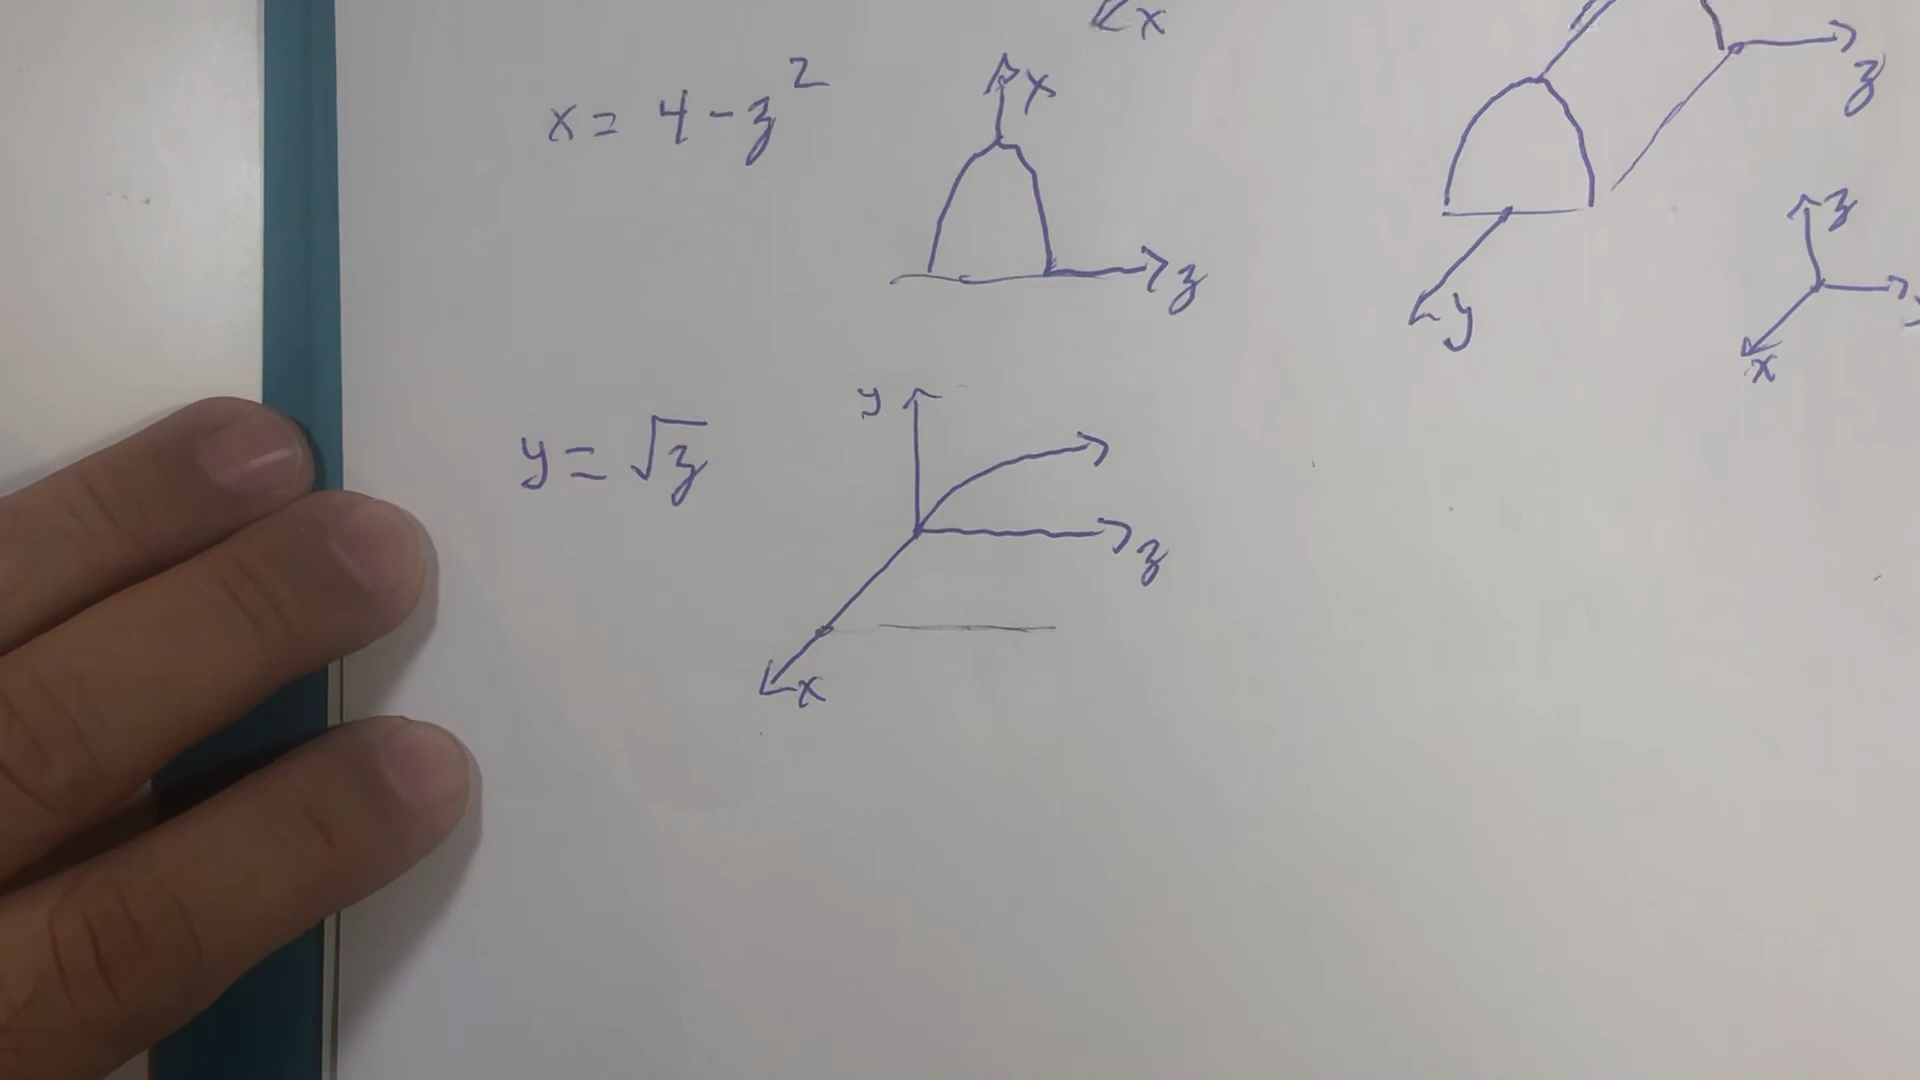 x
x = 4 - z²
x
z
z
y
z
x
y = √z
y
z
x